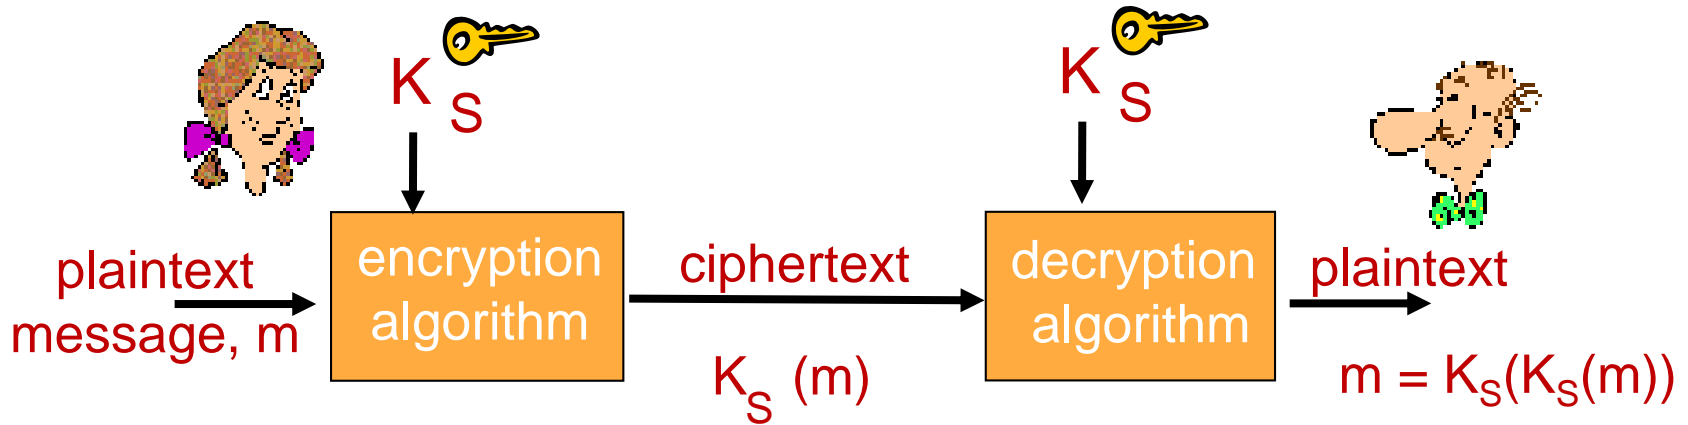 K S
K S
plaintext
message, m
encryption
algorithm
ciphertext
K S (m)
decryption
algorithm
plaintext
m = KS(KS(m))